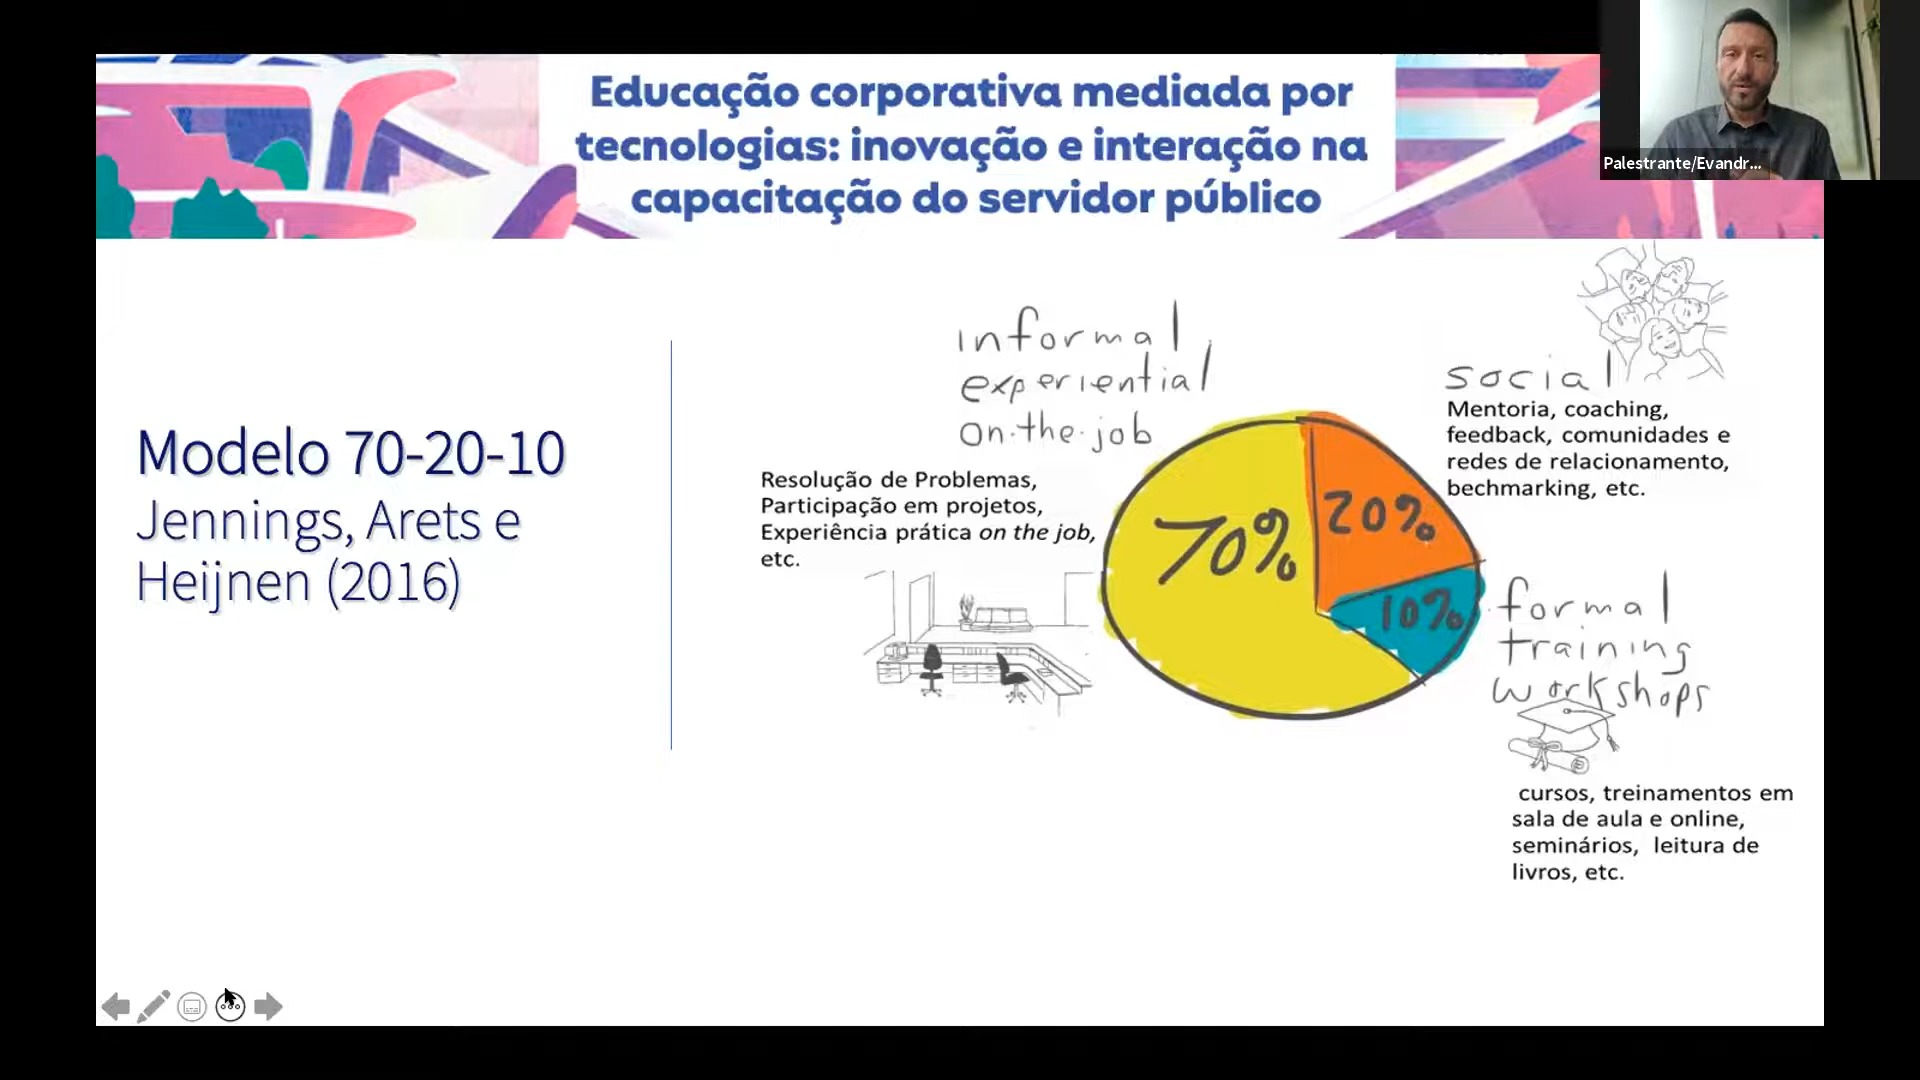 Educação corporativa mediada por
tecnologias: inovação e interação na
capacitação do servidor público
Palestrante/Evandr...
Modelo 70-20-10
Jennings, Arets e
Heijnen (2016)
informal
experiential
on-the-job
Resolução de Problemas,
Participação em projetos,
Experiência prática on the job,
etc.
70%
20%
10%
social
Mentoria, coaching,
feedback, comunidades e
redes de relacionamento,
bechmarking, etc.
formal
training
workshops
cursos, treinamentos em
sala de aula e online,
seminários, leitura de
livros, etc.